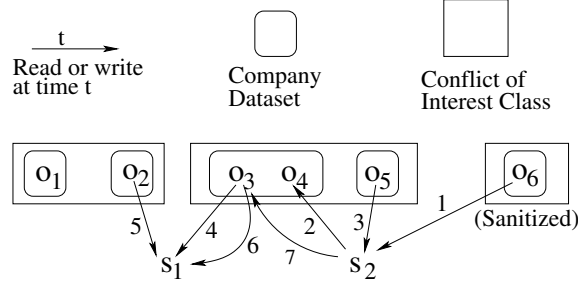 t
Read or write
at time t
Company
Dataset
Conflict of
Interest Class
o1 o2 o3 o4 o5 o6
(Sanitized)
5 4 6 7 2 3 1
s1 s2